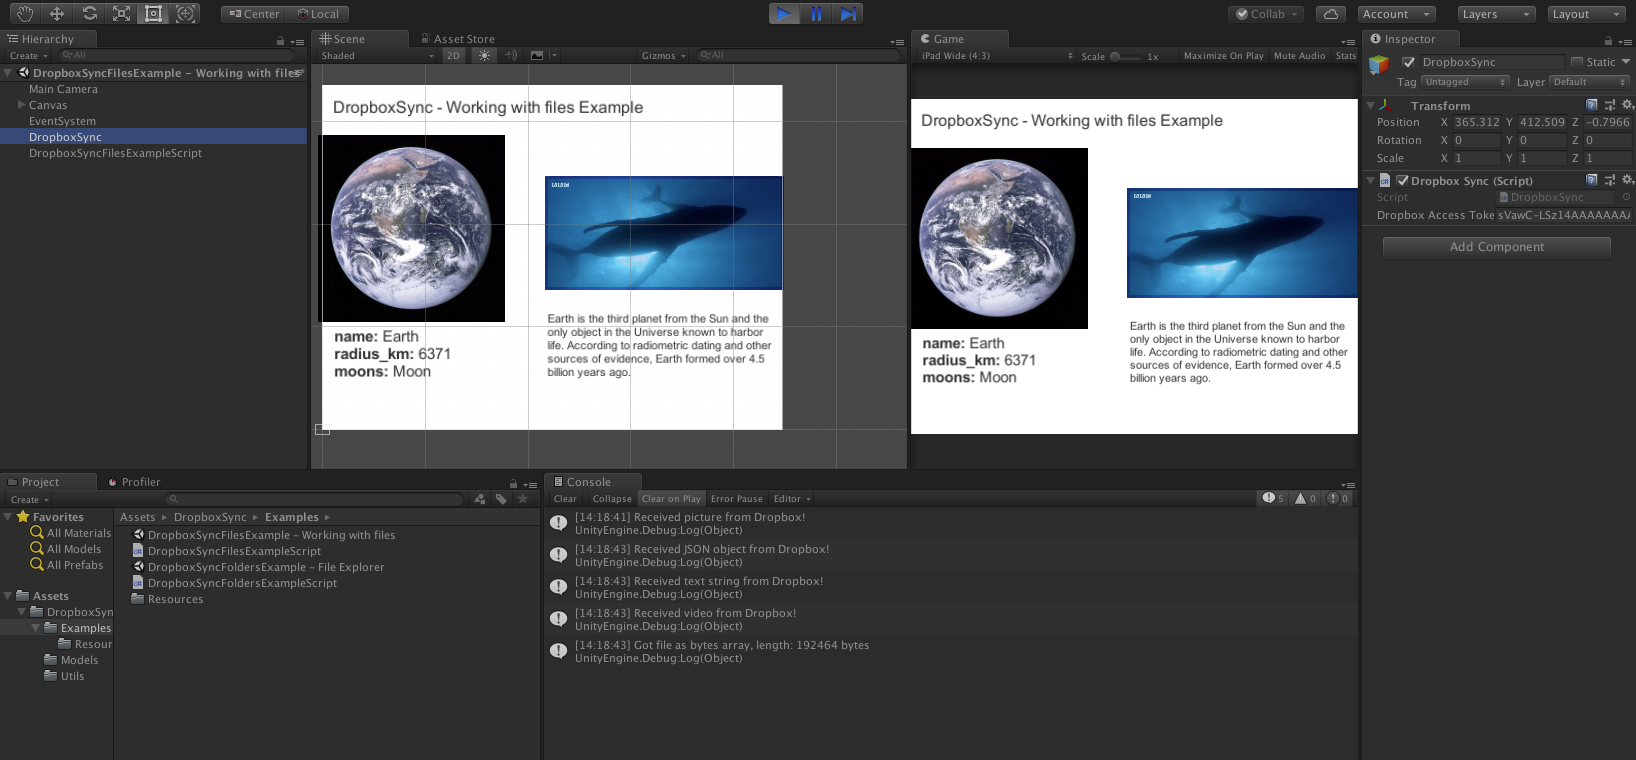 Center Local
Collab Account Layers Layout
Hierarchy
Create All
DropboxSyncFilesExample - Working with files
Main Camera
Canvas
EventSystem
DropboxSync
DropboxSyncFilesExampleScript
Scene Asset Store
Shaded 2D Gizmos All
DropboxSync - Working with files Example
name: Earth
radius_km: 6371
moons: Moon
Earth is the third planet from the Sun and the
only object in the Universe known to harbor
life. According to radiometric dating and other
sources of evidence, Earth formed over 4.5
billion years ago.
Game
iPad Wide (4:3) Scale 1x Maximize On Play Mute Audio Stats
DropboxSync - Working with files Example
name: Earth
radius_km: 6371
moons: Moon
Earth is the third planet from the Sun and the
only object in the Universe known to harbor
life. According to radiometric dating and other
sources of evidence, Earth formed over 4.5
billion years ago.
Inspector
DropboxSync Static
Tag Untagged Layer Default
Transform
Position X 365.312 Y 412.509 Z -0.7966
Rotation X 0 Y 0 Z 0
Scale X 1 Y 1 Z 1
Dropbox Sync (Script)
Script DropboxSync
Dropbox Access Toke sVawC-LSz14AAAAAAA
Add Component
Project Profiler
Create
Favorites
All Materials
All Models
All Prefabs
Assets
DropboxSyn
Examples
Resour
Models
Utils
Assets DropboxSync Examples
DropboxSyncFilesExample - Working with files
DropboxSyncFilesExampleScript
DropboxSyncFoldersExample - File Explorer
DropboxSyncFoldersExampleScript
Resources
Console
Clear Collapse Clear on Play Error Pause Editor 5 0 0
[14:18:41] Received picture from Dropbox!
UnityEngine.Debug:Log(Object)
[14:18:43] Received JSON object from Dropbox!
UnityEngine.Debug:Log(Object)
[14:18:43] Received text string from Dropbox!
UnityEngine.Debug:Log(Object)
[14:18:43] Received video from Dropbox!
UnityEngine.Debug:Log(Object)
[14:18:43] Got file as bytes array, length: 192464 bytes
UnityEngine.Debug:Log(Object)